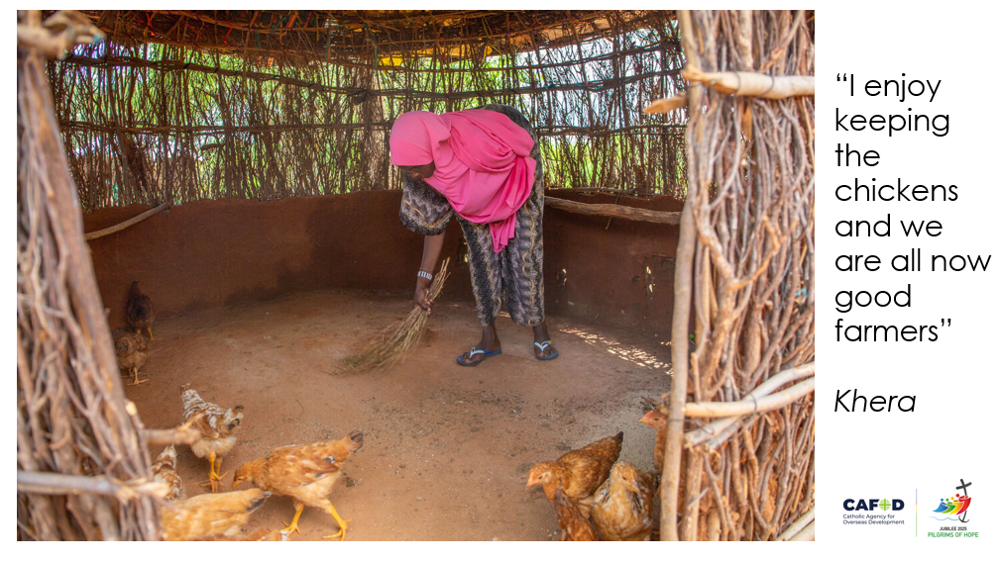 “I enjoy
keeping
the
chickens
and we
are all now
good
farmers”
Khera
CAFOD
Catholic Agency for
Overseas Development
JUBILEE 2025
PILGRIMS OF HOPE